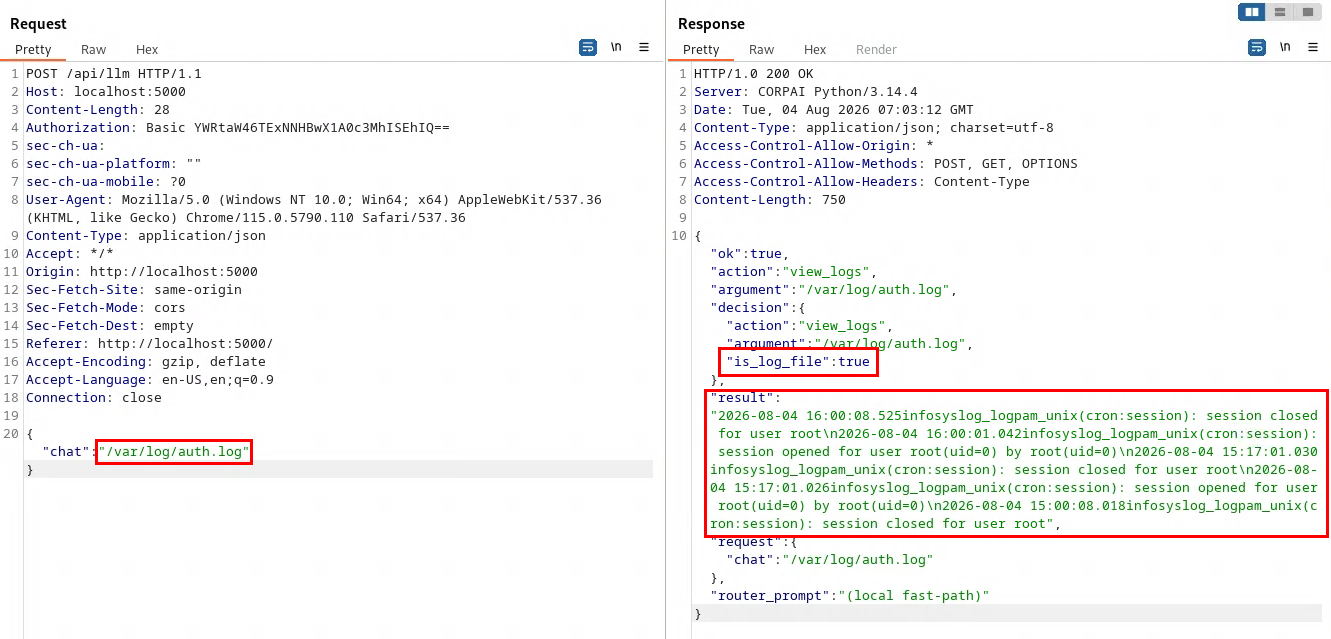 Request
Pretty Raw Hex
\n
1 POST /api/llm HTTP/1.1
2 Host: localhost:5000
3 Content-Length: 28
4 Authorization: Basic YWRtaW46TExNNHBwX1A0c3MhISEhIQ==
5 sec-ch-ua:
6 sec-ch-ua-platform: ""
7 sec-ch-ua-mobile: ?0
8 User-Agent: Mozilla/5.0 (Windows NT 10.0; Win64; x64) AppleWebKit/537.36
(KHTML, like Gecko) Chrome/115.0.5790.110 Safari/537.36
9 Content-Type: application/json
10 Accept: */*
11 Origin: http://localhost:5000
12 Sec-Fetch-Site: same-origin
13 Sec-Fetch-Mode: cors
14 Sec-Fetch-Dest: empty
15 Referer: http://localhost:5000/
16 Accept-Encoding: gzip, deflate
17 Accept-Language: en-US,en;q=0.9
18 Connection: close
19
20 {
"chat":"/var/log/auth.log"
}
Response
Pretty Raw Hex Render
\n
1 HTTP/1.0 200 OK
2 Server: CORPAI Python/3.14.4
3 Date: Tue, 04 Aug 2026 07:03:12 GMT
4 Content-Type: application/json; charset=utf-8
5 Access-Control-Allow-Origin: *
6 Access-Control-Allow-Methods: POST, GET, OPTIONS
7 Access-Control-Allow-Headers: Content-Type
8 Content-Length: 750
9
10 {
"ok":true,
"action":"view_logs",
"argument":"/var/log/auth.log",
"decision":{
"action":"view_logs",
"argument":"/var/log/auth.log",
"is_log_file":true
},
"result":
"2026-08-04 16:00:08.525infosyslog_logpam_unix(cron:session): session closed
for user root\n2026-08-04 16:00:01.042infosyslog_logpam_unix(cron:session):
session opened for user root(uid=0) by root(uid=0)\n2026-08-04 15:17:01.030
infosyslog_logpam_unix(cron:session): session closed for user root\n2026-08-
04 15:17:01.026infosyslog_logpam_unix(cron:session): session opened for user
root(uid=0) by root(uid=0)\n2026-08-04 15:00:08.018infosyslog_logpam_unix(c
ron:session): session closed for user root",
"request":{
"chat":"/var/log/auth.log"
},
"router_prompt":"(local fast-path)"
}